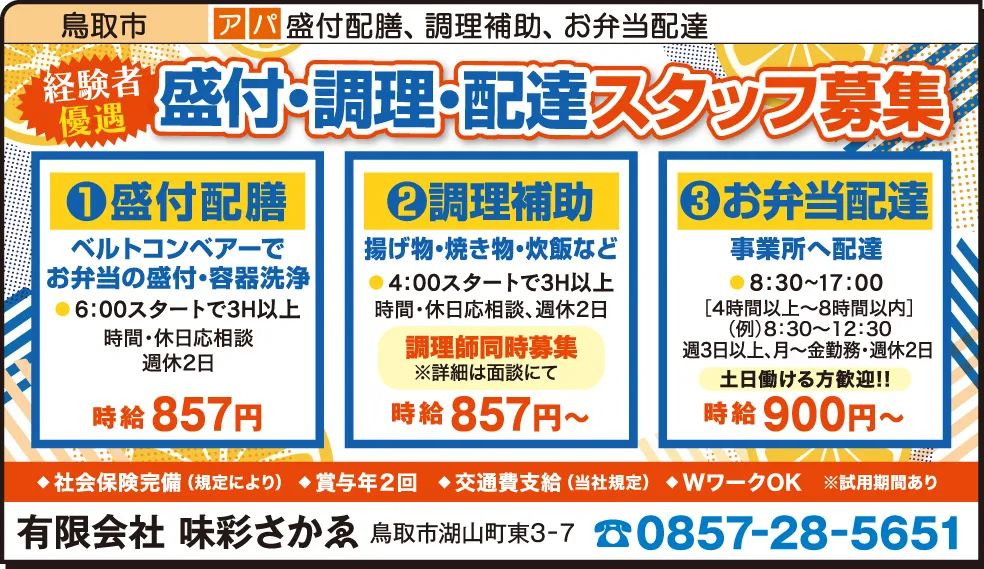 鳥取市
アパ 盛付配膳、調理補助、お弁当配達
経験者
優遇
盛付・調理・配達スタッフ募集
❶盛付配膳
ベルトコンベアーで
お弁当の盛付・容器洗浄
●6:00スタートで3H以上
時間・休日応相談
週休2日
時給857円
❷調理補助
揚げ物・焼き物・炊飯など
●4:00スタートで3H以上
時間・休日応相談、週休2日
調理師同時募集
※詳細は面談にて
時給857円〜
❸お弁当配達
事業所へ配達
●8:30~17:00
[4時間以上〜8時間以内]
(例)8:30〜12:30
週3日以上、月〜金勤務・週休2日
土日働ける方歓迎!!
時給900円〜
◆社会保険完備(規定により) ◆賞与年2回 ◆交通費支給(当社規定) ◆WワークOK ※試用期間あり
有限会社 味彩さかゑ 鳥取市湖山町東3-7 ☎0857-28-5651